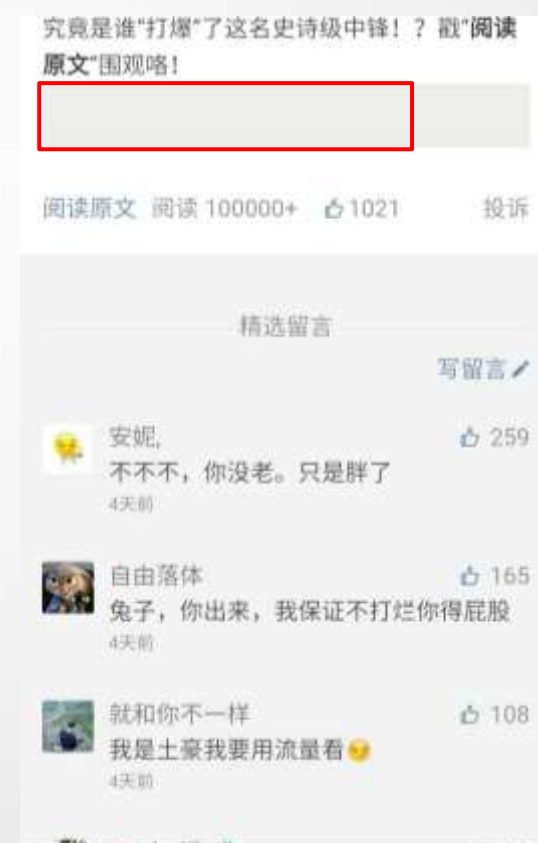 究竟是谁"打爆"了这名史诗级中锋！？戳"阅读
原文"围观咯！
阅读原文 阅读 100000+ 1021 投诉
精选留言
写留言
安妮, 259
不不不，你没老。只是胖了
4天前
自由落体 165
兔子，你出来，我保证不打烂你得屁股
4天前
就和你不一样 108
我是土豪我要用流量看
4天前